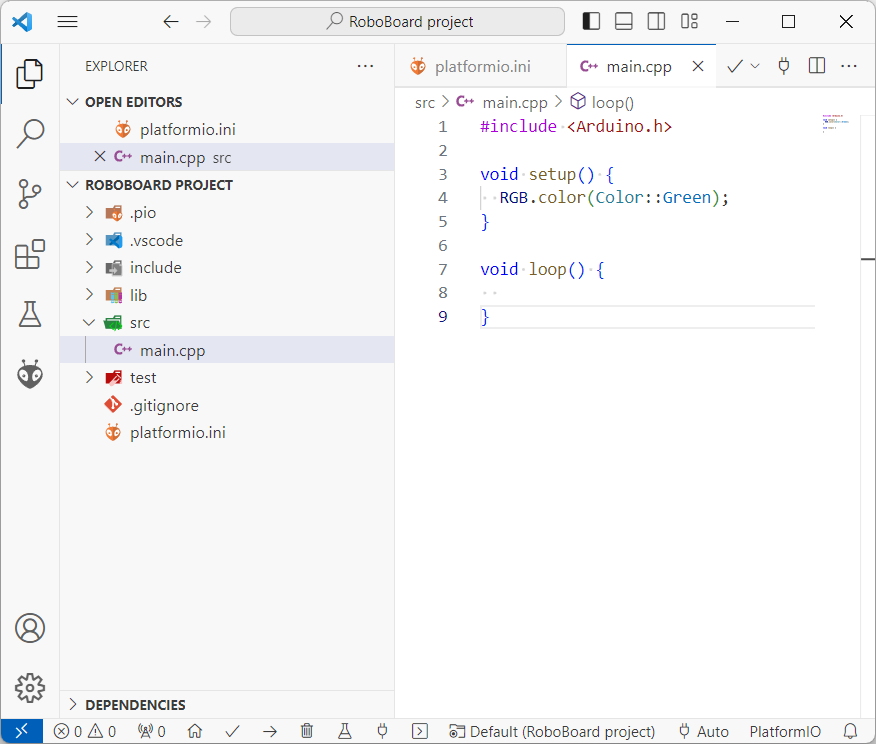 RoboBoard project
EXPLORER
OPEN EDITORS
platformio.ini
main.cpp src
ROBOBOARD PROJECT
.pio
.vscode
include
lib
src
main.cpp
test
.gitignore
platformio.ini
DEPENDENCIES
platformio.ini
main.cpp
src > main.cpp > loop()
1 #include <Arduino.h>
2
3 void setup() {
4 RGB.color(Color::Green);
5 }
6
7 void loop() {
8
9 }
0 0 0 Default (RoboBoard project) Auto PlatformIO